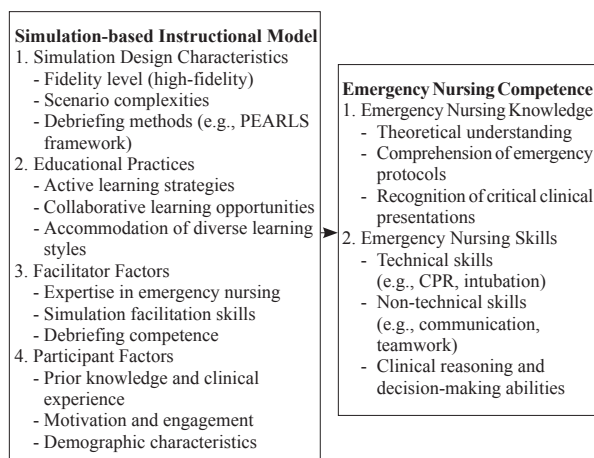 Simulation-based Instructional Model
1. Simulation Design Characteristics
- Fidelity level (high-fidelity)
- Scenario complexities
- Debriefing methods (e.g., PEARLS
framework)
2. Educational Practices
- Active learning strategies
- Collaborative learning opportunities
- Accommodation of diverse learning
styles
3. Facilitator Factors
- Expertise in emergency nursing
- Simulation facilitation skills
- Debriefing competence
4. Participant Factors
- Prior knowledge and clinical
experience
- Motivation and engagement
- Demographic characteristics
Emergency Nursing Competence
1. Emergency Nursing Knowledge
- Theoretical understanding
- Comprehension of emergency
protocols
- Recognition of critical clinical
presentations
2. Emergency Nursing Skills
- Technical skills
(e.g., CPR, intubation)
- Non-technical skills
(e.g., communication,
teamwork)
- Clinical reasoning and
decision-making abilities